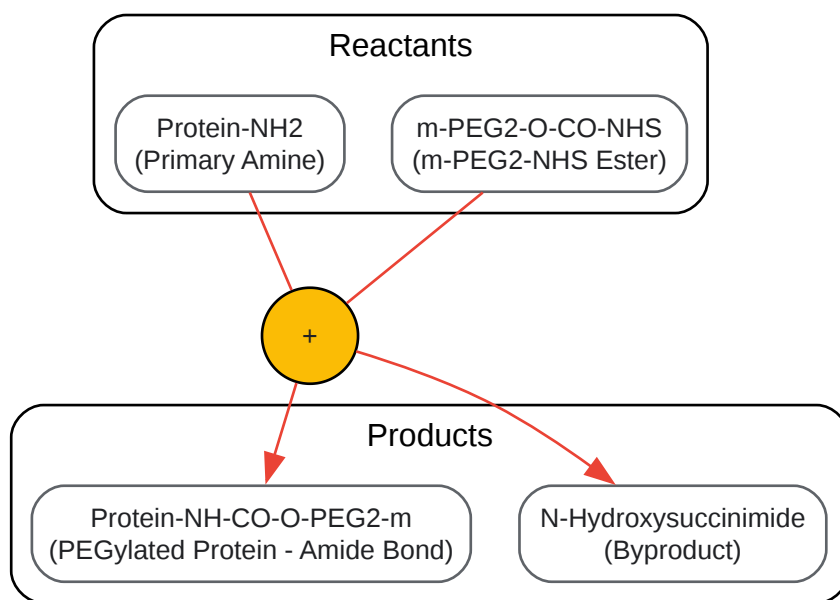 Reactants
Protein-NH2
(Primary Amine)
m-PEG2-O-CO-NHS
(m-PEG2-NHS Ester)
+
Products
Protein-NH-CO-O-PEG2-m
(PEGylated Protein - Amide Bond)
N-Hydroxysuccinimide
(Byproduct)